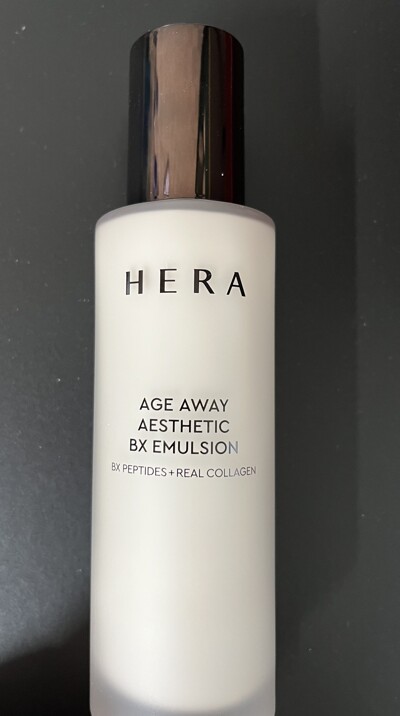 HERA
AGE AWAY
AESTHETIC
BX EMULSION
BX PEPTIDES + REAL COLLAGEN